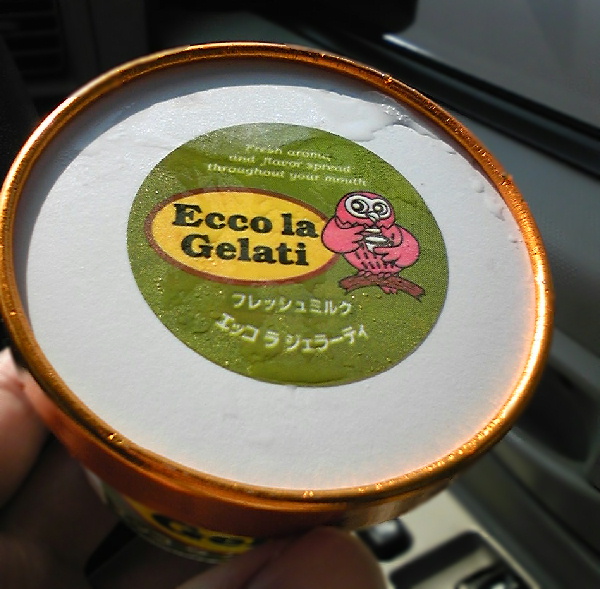 Fresh aroma
and flavor spread
throughout your mouth
Ecco la
Gelati
フレッシュミルク
エッコ ラ ジェラーティ